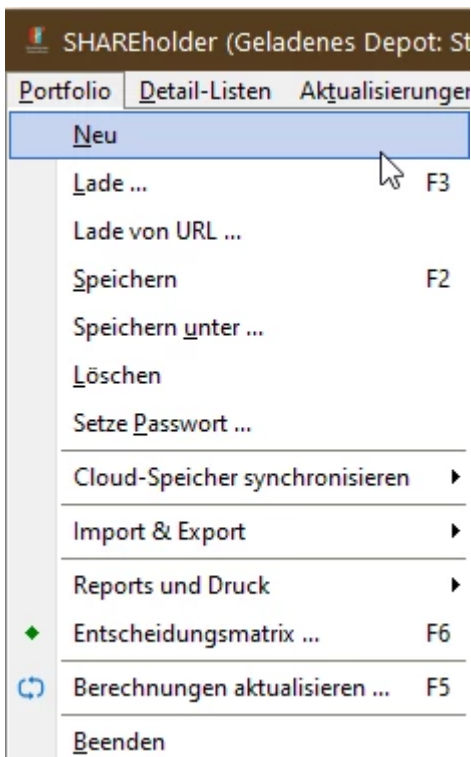 SHAREholder (Geladenes Depot: St
Portfolio Detail-Listen Aktualisierungen
Neu
Lade ... F3
Lade von URL ...
Speichern F2
Speichern unter ...
Löschen
Setze Passwort ...
Cloud-Speicher synchronisieren
Import & Export
Reports und Druck
Entscheidungsmatrix ... F6
Berechnungen aktualisieren ... F5
Beenden